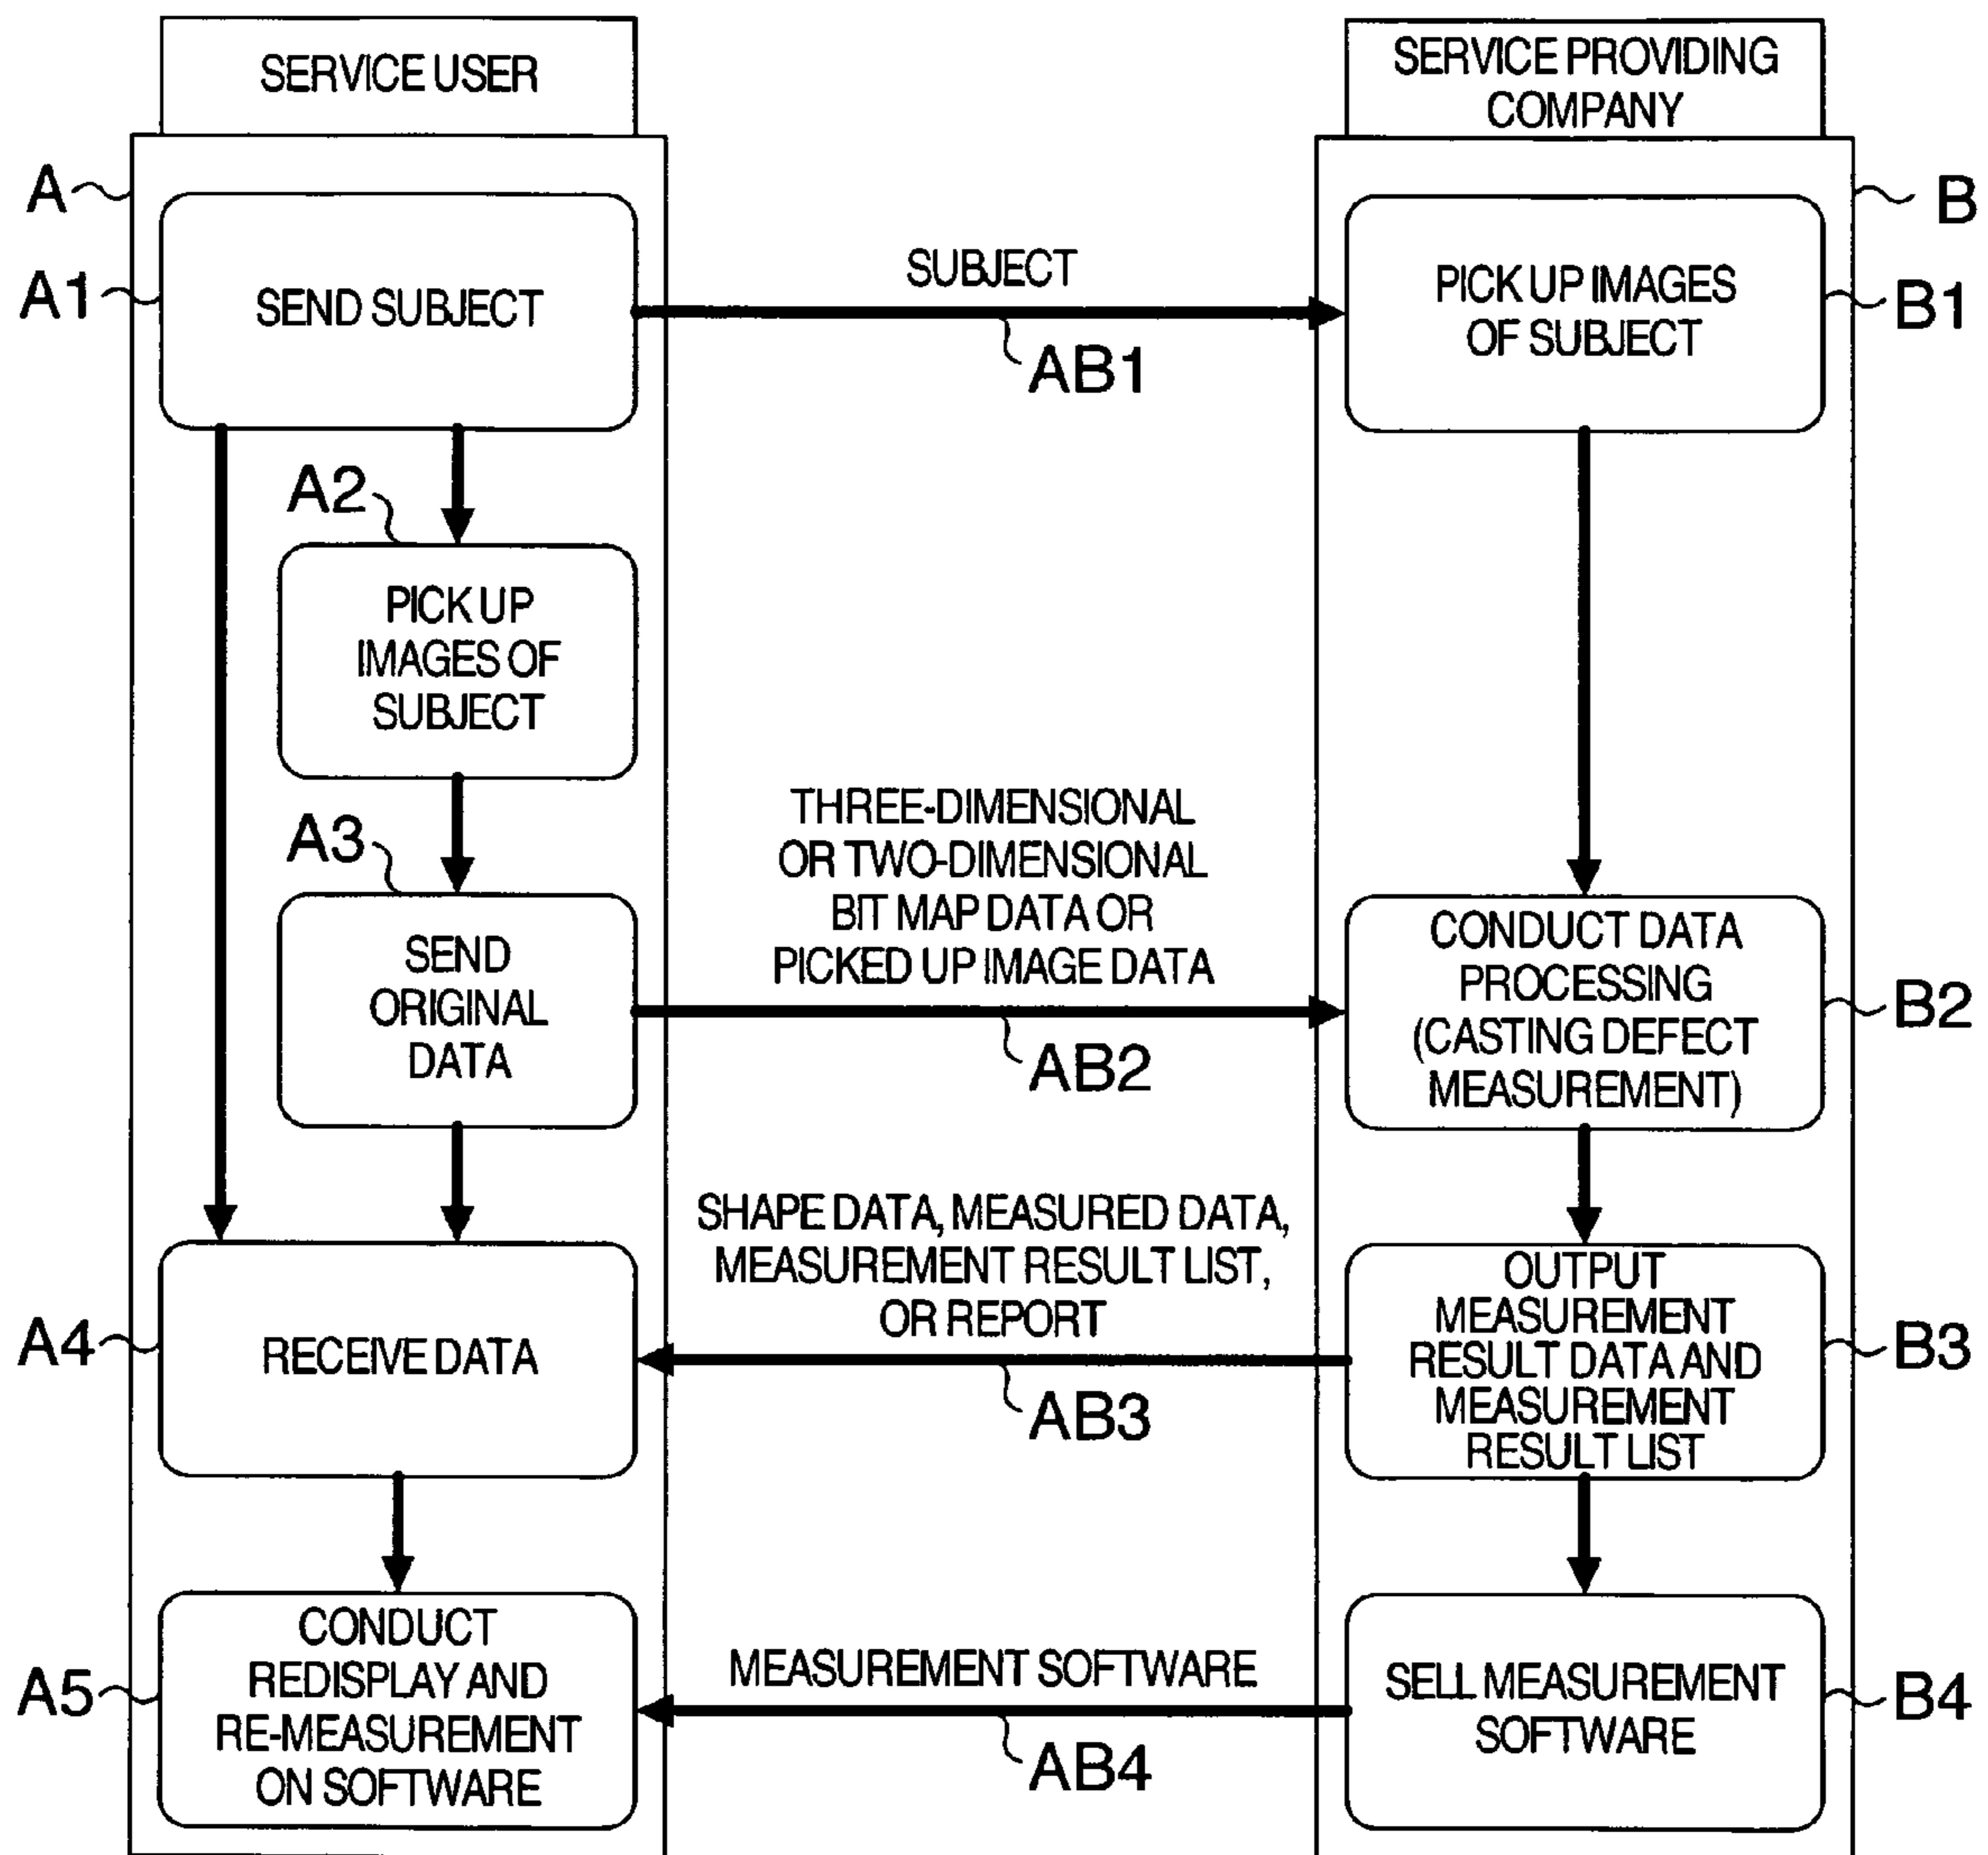 SERVICE USER
SERVICE PROVIDING
COMPANY
A
B
A1
SEND SUBJECT
SUBJECT
AB1
PICK UP IMAGES
OF SUBJECT
B1
A2
PICK UP
IMAGES OF
SUBJECT
A3
SEND
ORIGINAL
DATA
THREE-DIMENSIONAL
OR TWO-DIMENSIONAL
BIT MAP DATA OR
PICKED UP IMAGE DATA
AB2
CONDUCT DATA
PROCESSING
(CASTING DEFECT
MEASUREMENT)
B2
A4
RECEIVE DATA
SHAPE DATA, MEASURED DATA,
MEASUREMENT RESULT LIST,
OR REPORT
AB3
OUTPUT
MEASUREMENT
RESULT DATA AND
MEASUREMENT
RESULT LIST
B3
A5
CONDUCT
REDISPLAY AND
RE-MEASUREMENT
ON SOFTWARE
MEASUREMENT SOFTWARE
AB4
SELL MEASUREMENT
SOFTWARE
B4